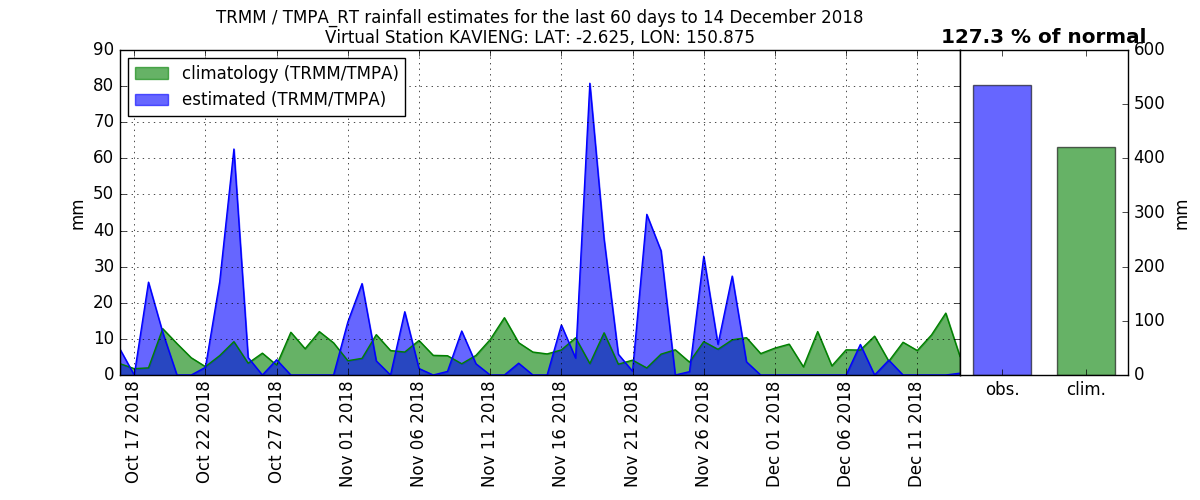 TRMM / TMPA_RT rainfall estimates for the last 60 days to 14 December 2018
Virtual Station KAVIENG: LAT: -2.625, LON: 150.875
127.3 % of normal
climatology (TRMM/TMPA)
estimated (TRMM/TMPA)
mm
90
80
70
60
50
40
30
20
10
0
Oct 17 2018
Oct 22 2018
Oct 27 2018
Nov 01 2018
Nov 06 2018
Nov 11 2018
Nov 16 2018
Nov 21 2018
Nov 26 2018
Dec 01 2018
Dec 06 2018
Dec 11 2018
obs.
clim.
600
500
400
300
200
100
0
mm